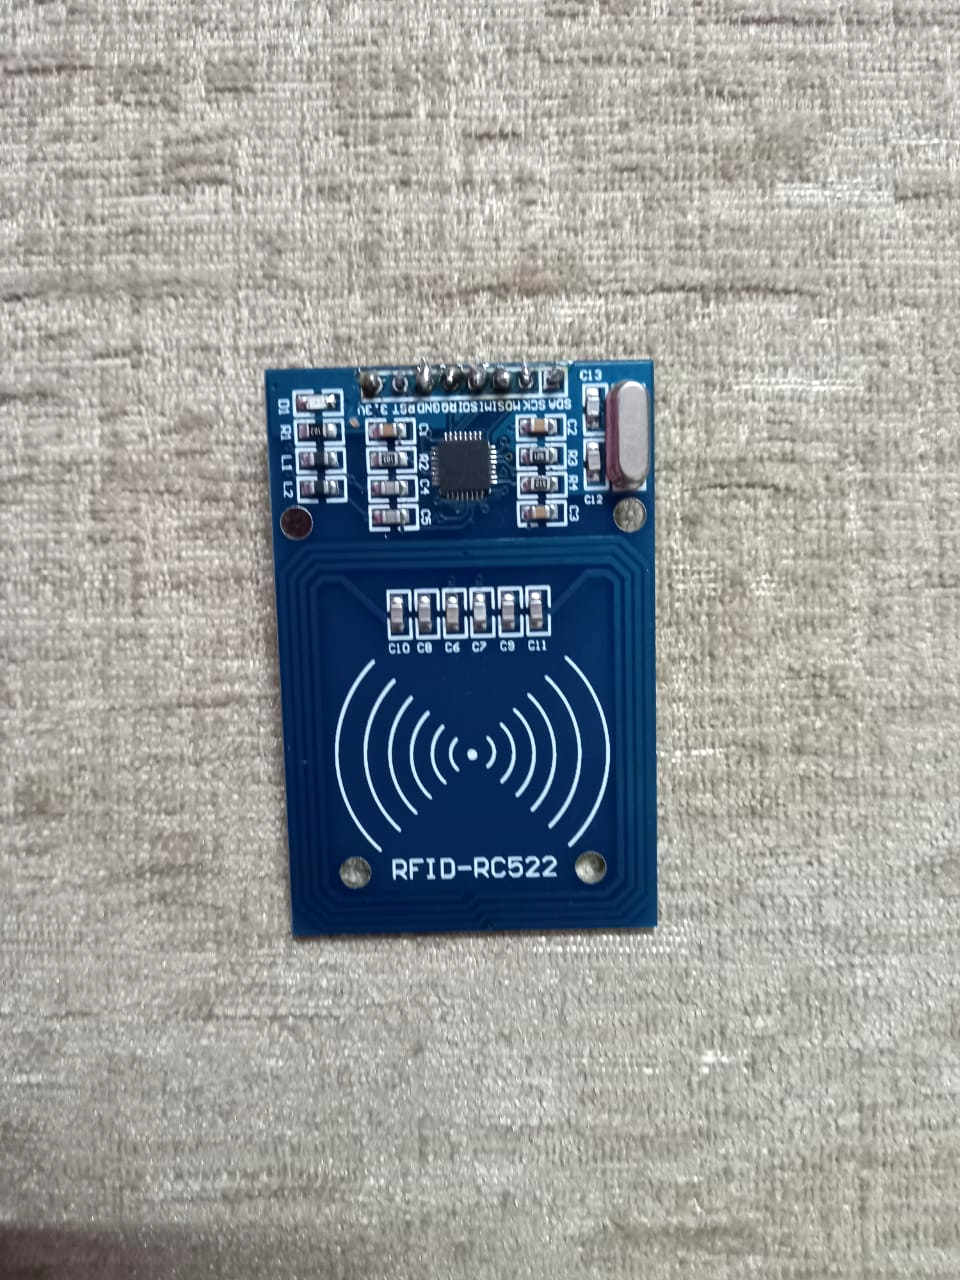 SDA SCK MOSI MISO IRQ GND RST 3.3V
C13
D1
R1
L1
L2
C1
R2
C4
C5
C2
R3
R4
C3
C12
C10 C8 C6 C7 C9 C11
RFID-RC522